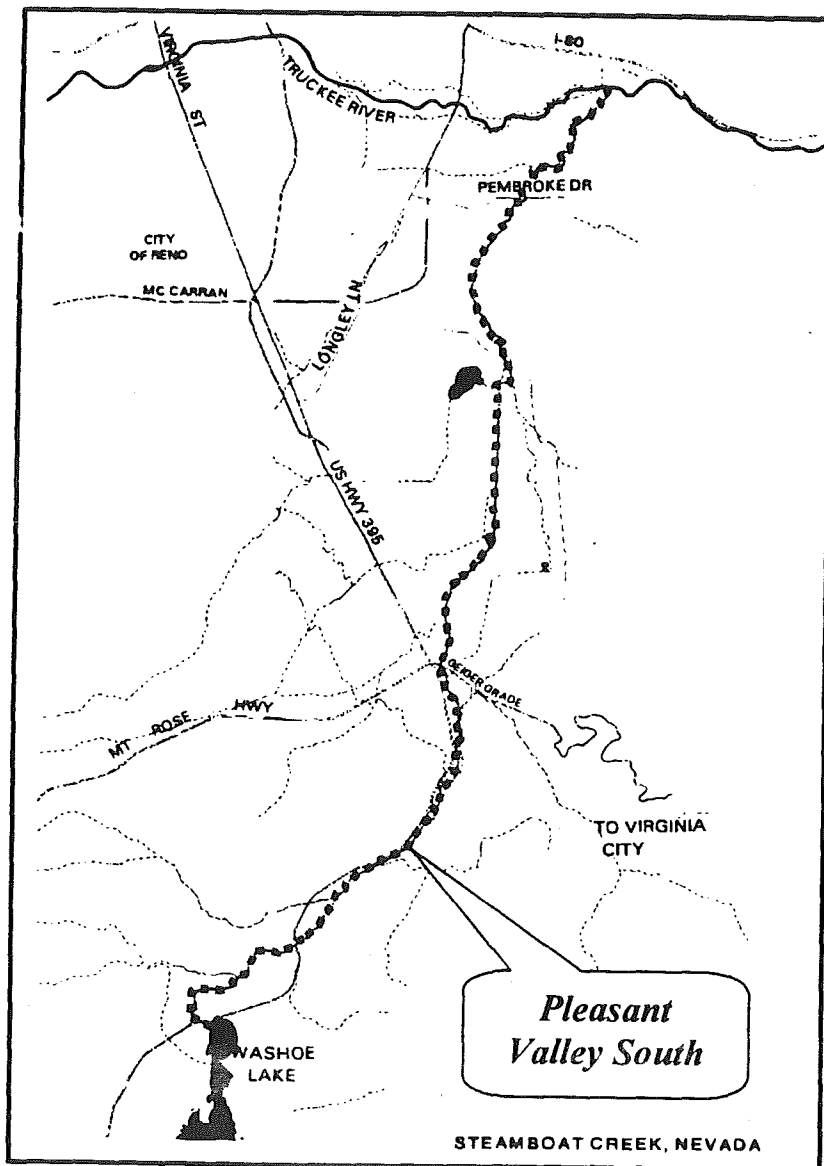 I-80
VIRGINIA ST
TRUCKEE RIVER
PEMBROKE DR
CITY
OF RENO
MC CARRAN
LONGLEY LN
US HWY 395
GEIGER GRADE
MT ROSE HWY
TO VIRGINIA
CITY
Pleasant
Valley South
WASHOE
LAKE
STEAMBOAT CREEK, NEVADA